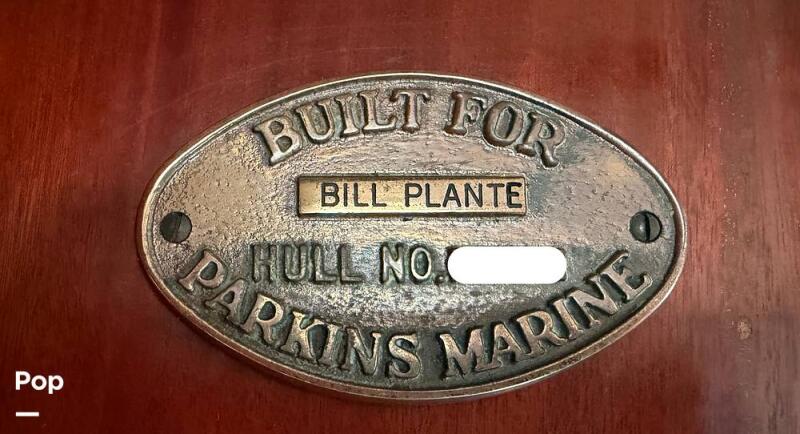 BUILT FOR
BILL PLANTE
HULL NO.
PARKINS MARINE
Pop